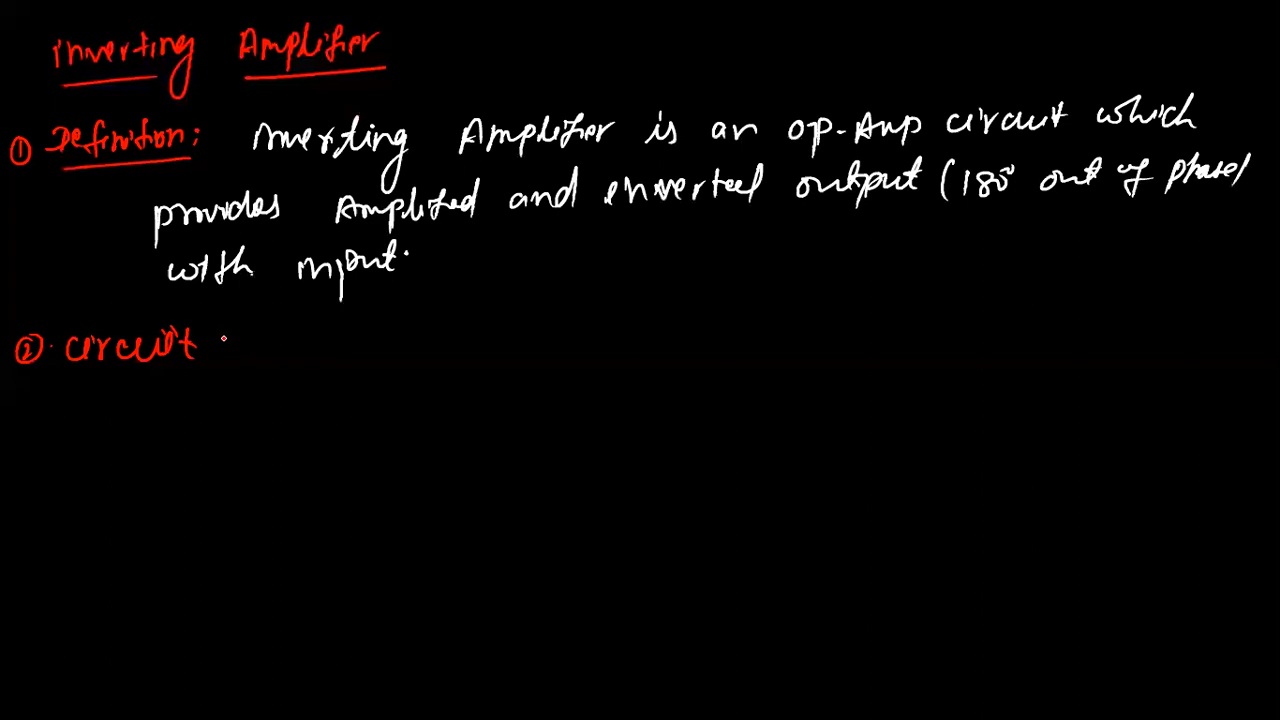 Inverting Amplifier
① Definition: Inverting Amplifier is an op-Amp circuit which
provides Amplified and inverted output (180° out of phase)
with input.
②. circuit